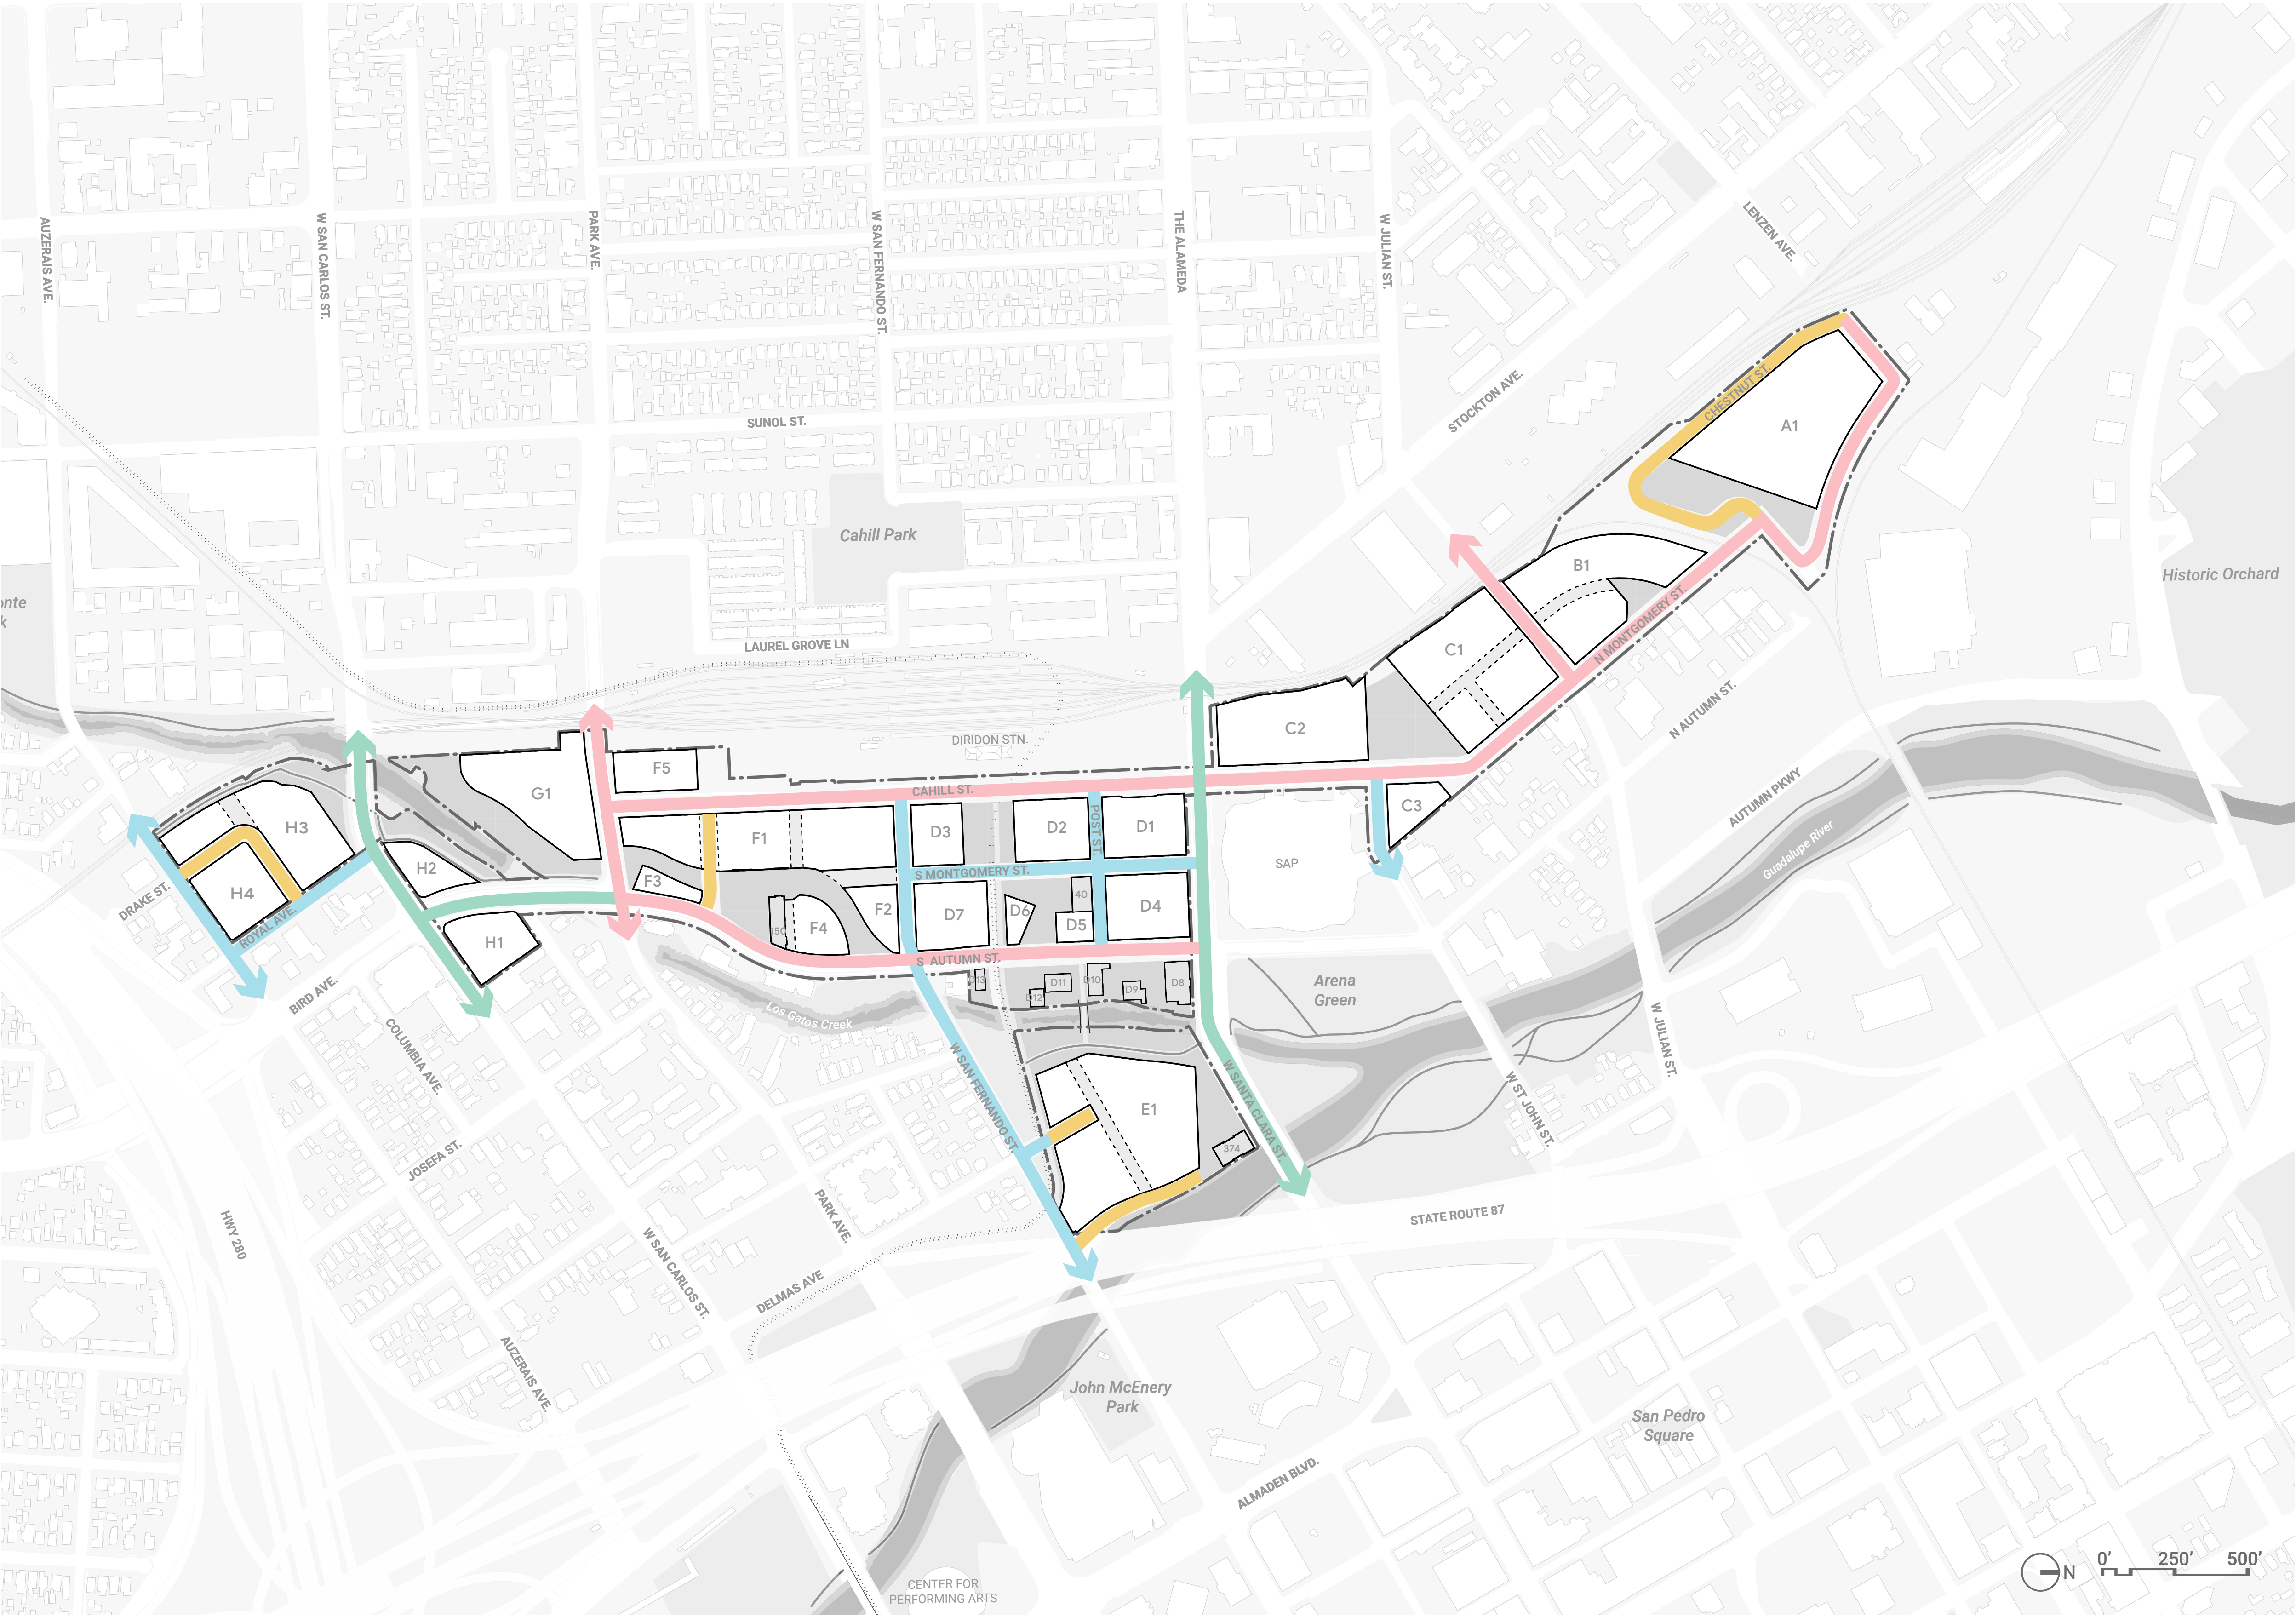 AUZERAIS AVE.
W SAN CARLOS ST.
PARK AVE.
W SAN FERNANDO ST.
THE ALAMEDA
W JULIAN ST.
LENZEN AVE.
STOCKTON AVE.
SUNOL ST.
CHESTNUT ST.
A1
Cahill Park
Historic Orchard
onte
k
B1
N MONTGOMERY ST.
LAUREL GROVE LN
C1
N AUTUMN ST.
C2
DIRIDON STN.
F5
G1
CAHILL ST.
C3
AUTUMN PKWY
Guadalupe River
H3
F1
D3
D2
POST ST.
D1
SAP
H2
F3
S MONTGOMERY ST.
H4
DRAKE ST.
ROYAL AVE.
40
F2
D7
D6
D5
D4
F4
H1
S AUTUMN ST.
D13
D12
D11
D10
D9
D8
Arena
Green
BIRD AVE.
Los Gatos Creek
COLUMBIA AVE.
W SAN FERNANDO ST.
W SANTA CLARA ST.
W JULIAN ST.
W ST JOHN ST.
E1
374
JOSEFA ST.
PARK AVE.
HWY 280
W SAN CARLOS ST.
STATE ROUTE 87
DELMAS AVE
AUZERAIS AVE.
John McEnery
Park
San Pedro
Square
ALMADEN BLVD.
CENTER FOR
PERFORMING ARTS
N
0’ 250’ 500’